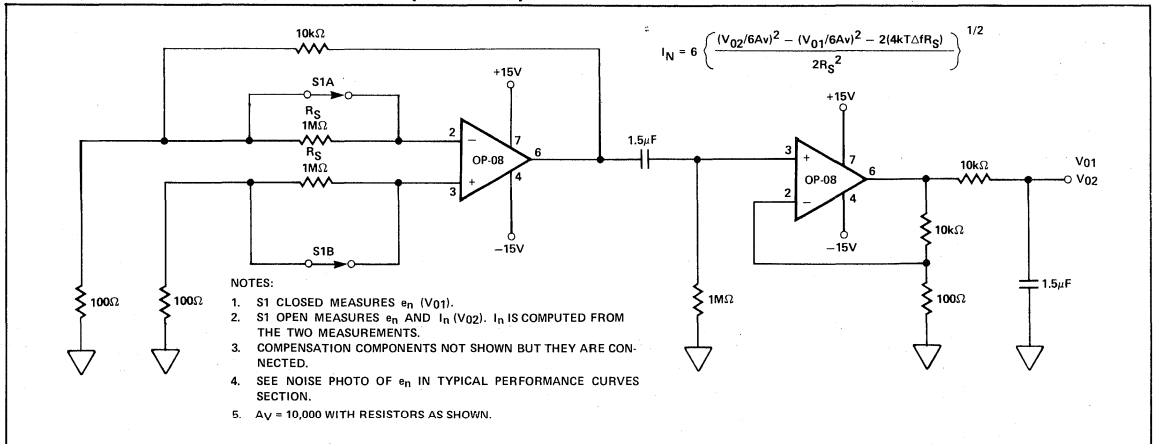 10kΩ
I_N = 6 { (V02/6Av)² − (V01/6Av)² − 2(4kTΔfR_S) / 2R_S² }^1/2
S1A
+15V
R_S
1MΩ
2
−
7
OP-08
6
R_S
1MΩ
3
+
4
−15V
S1B
1.5μF
+15V
3
+
7
OP-08
6
2
−
4
−15V
10kΩ
V01
V02
10kΩ
100Ω
100Ω
1MΩ
100Ω
1.5μF
NOTES:
1. S1 CLOSED MEASURES e_n (V01).
2. S1 OPEN MEASURES e_n AND I_n (V02). I_n IS COMPUTED FROM
THE TWO MEASUREMENTS.
3. COMPENSATION COMPONENTS NOT SHOWN BUT THEY ARE CON-
NECTED.
4. SEE NOISE PHOTO OF e_n IN TYPICAL PERFORMANCE CURVES
SECTION.
5. A_V = 10,000 WITH RESISTORS AS SHOWN.